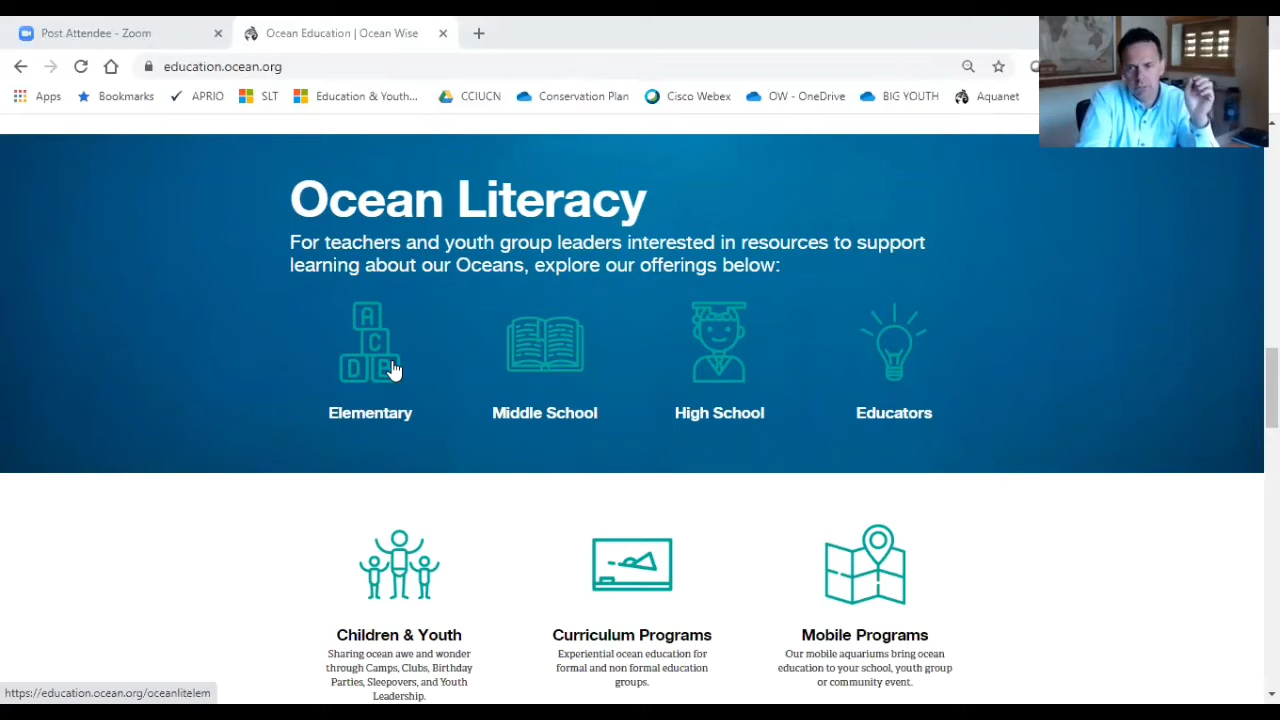 Post Attendee - Zoom
Ocean Education | Ocean Wise
education.ocean.org
Apps
Bookmarks
APRIO
SLT
Education & Youth...
CCIUCN
Conservation Plan
Cisco Webex
OW - OneDrive
BIG YOUTH
Aquanet
Ocean Literacy
For teachers and youth group leaders interested in resources to support
learning about our Oceans, explore our offerings below:
A
C
D B
Elementary
Middle School
High School
Educators
Children & Youth
Sharing ocean awe and wonder
through Camps, Clubs, Birthday
Parties, Sleepovers, and Youth
Leadership.
Curriculum Programs
Experiential ocean education for
formal and non formal education
groups.
Mobile Programs
Our mobile aquariums bring ocean
education to your school, youth group
or community event.
https://education.ocean.org/oceanlitelem